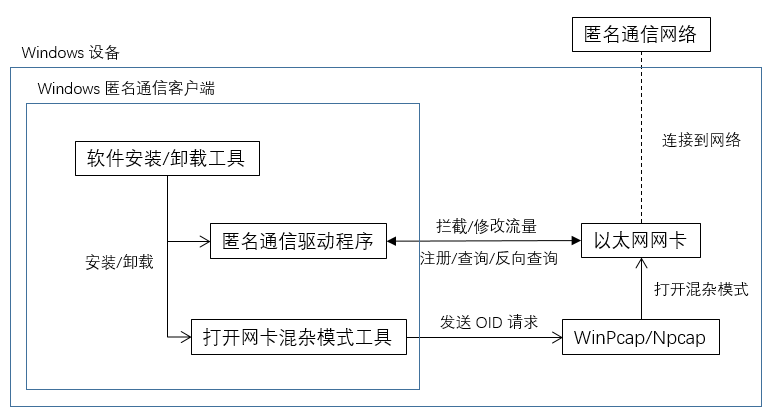 匿名通信网络
Windows 设备
Windows 匿名通信客户端
连接到网络
软件安装/卸载工具
拦截/修改流量
匿名通信驱动程序
以太网网卡
安装/卸载
注册/查询/反向查询
打开混杂模式
发送 OID 请求
打开网卡混杂模式工具
WinPcap/Npcap